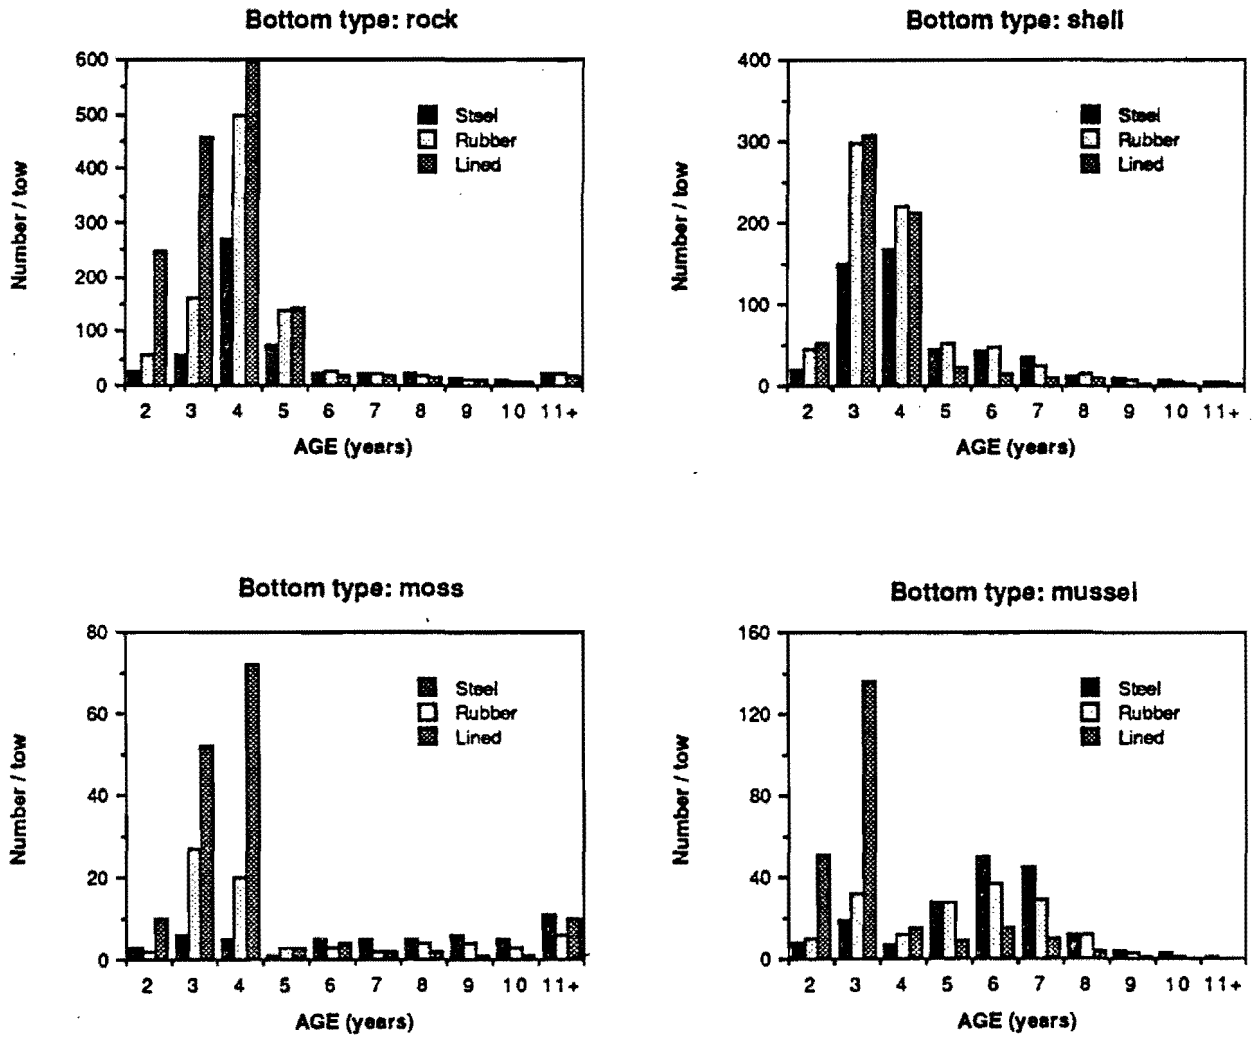 Bottom type: rock
600
500
400
300
200
100
0
Number / tow
Steel
Rubber
Lined
2 3 4 5 6 7 8 9 10 11+
AGE (years)
Bottom type: shell
400
300
200
100
0
Number / tow
Steel
Rubber
Lined
2 3 4 5 6 7 8 9 10 11+
AGE (years)
Bottom type: moss
80
60
40
20
0
Number / tow
Steel
Rubber
Lined
2 3 4 5 6 7 8 9 10 11+
AGE (years)
Bottom type: mussel
160
120
80
40
0
Number / tow
Steel
Rubber
Lined
2 3 4 5 6 7 8 9 10 11+
AGE (years)